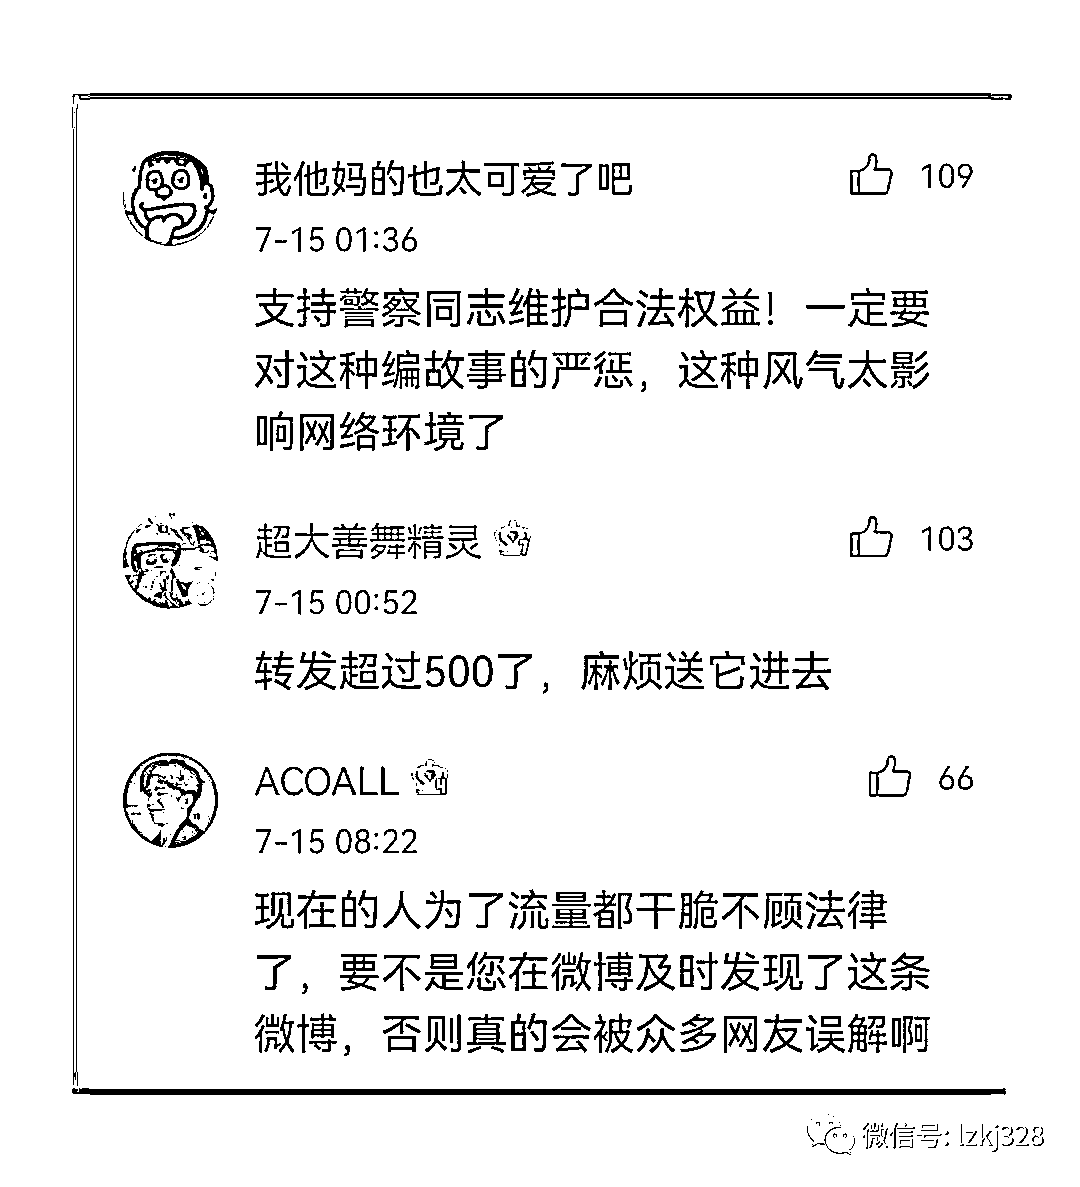 我他妈的也太可爱了吧 109
7-15 01:36
支持警察同志维护合法权益！一定要
对这种编故事的严惩，这种风气太影
响网络环境了
超大善舞精灵 103
7-15 00:52
转发超过500了，麻烦送它进去
ACOALL 66
7-15 08:22
现在的人为了流量都干脆不顾法律
了，要不是您在微博及时发现了这条
微博，否则真的会被众多网友误解啊
微信号: lzkj328